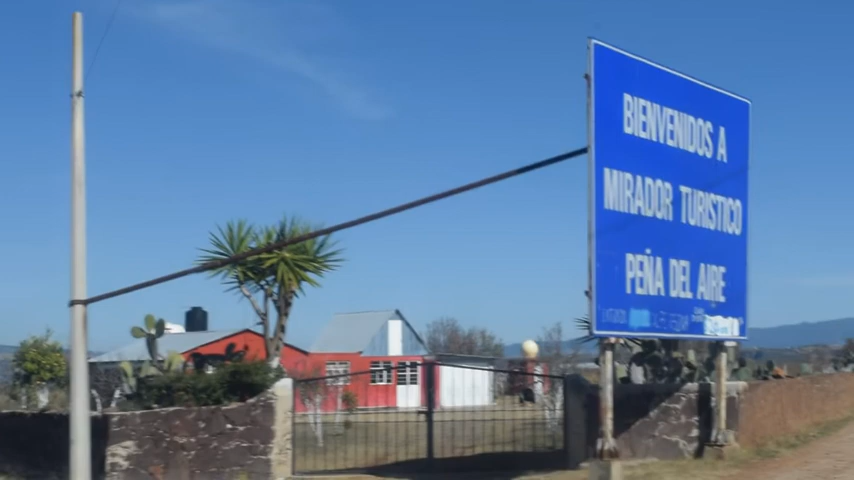 BIENVENIDOS A
MIRADOR TURISTICO
PEÑA DEL AIRE